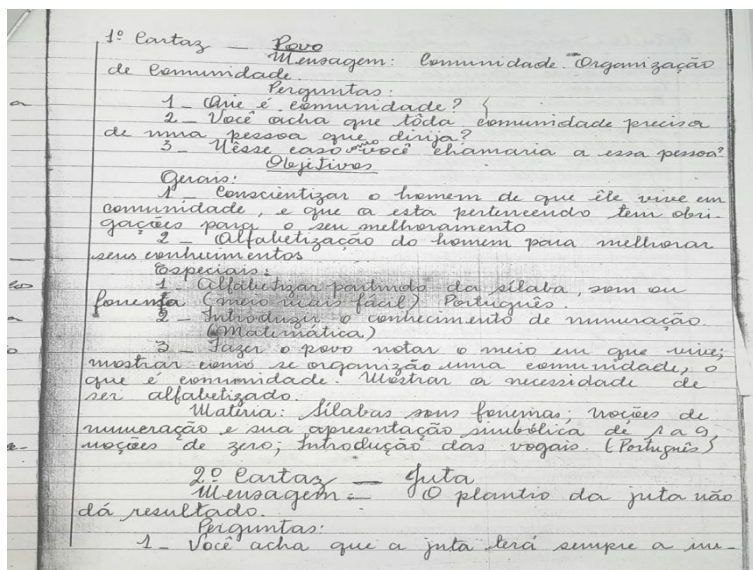 1º Cartaz — Povo
Mensagem: Comunidade - Organização
de Comunidade.
Perguntas:
1 - Que é comunidade?
2 - Você acha que tôda comunidade precisa
de uma pessoa que dirija?
3 - Nêsse caso como você chamaria a essa pessoa?
Objetivos
Gerais:
1 - Conscientizar o homem de que êle vive em
comunidade, e que a esta pertencendo tem obri-
gações para o seu melhoramento
2 - Alfabetização do homem para melhorar
seus conhecimentos
Especiais:
1 - Alfabetizar partindo da sílaba, som ou
fonema (meio mais fácil) Português.
2 - Introduzir o conhecimento de numeração.
(Matemática)
3 - Fazer o povo notar o meio em que vive;
mostrar como se organização uma comunidade, o
que é comunidade. Mostrar a necessidade de
ser alfabetizado.
Matéria: Sílabas sons fonemas; noções de
numeração e sua apresentação simbólica de 1 a 9,
noções de zero; Introdução das vogais. (Português)
2º Cartaz — Juta
Mensagem — O plantio da juta não
dá resultado.
Perguntas:
1 - Você acha que a juta terá sempre a me-